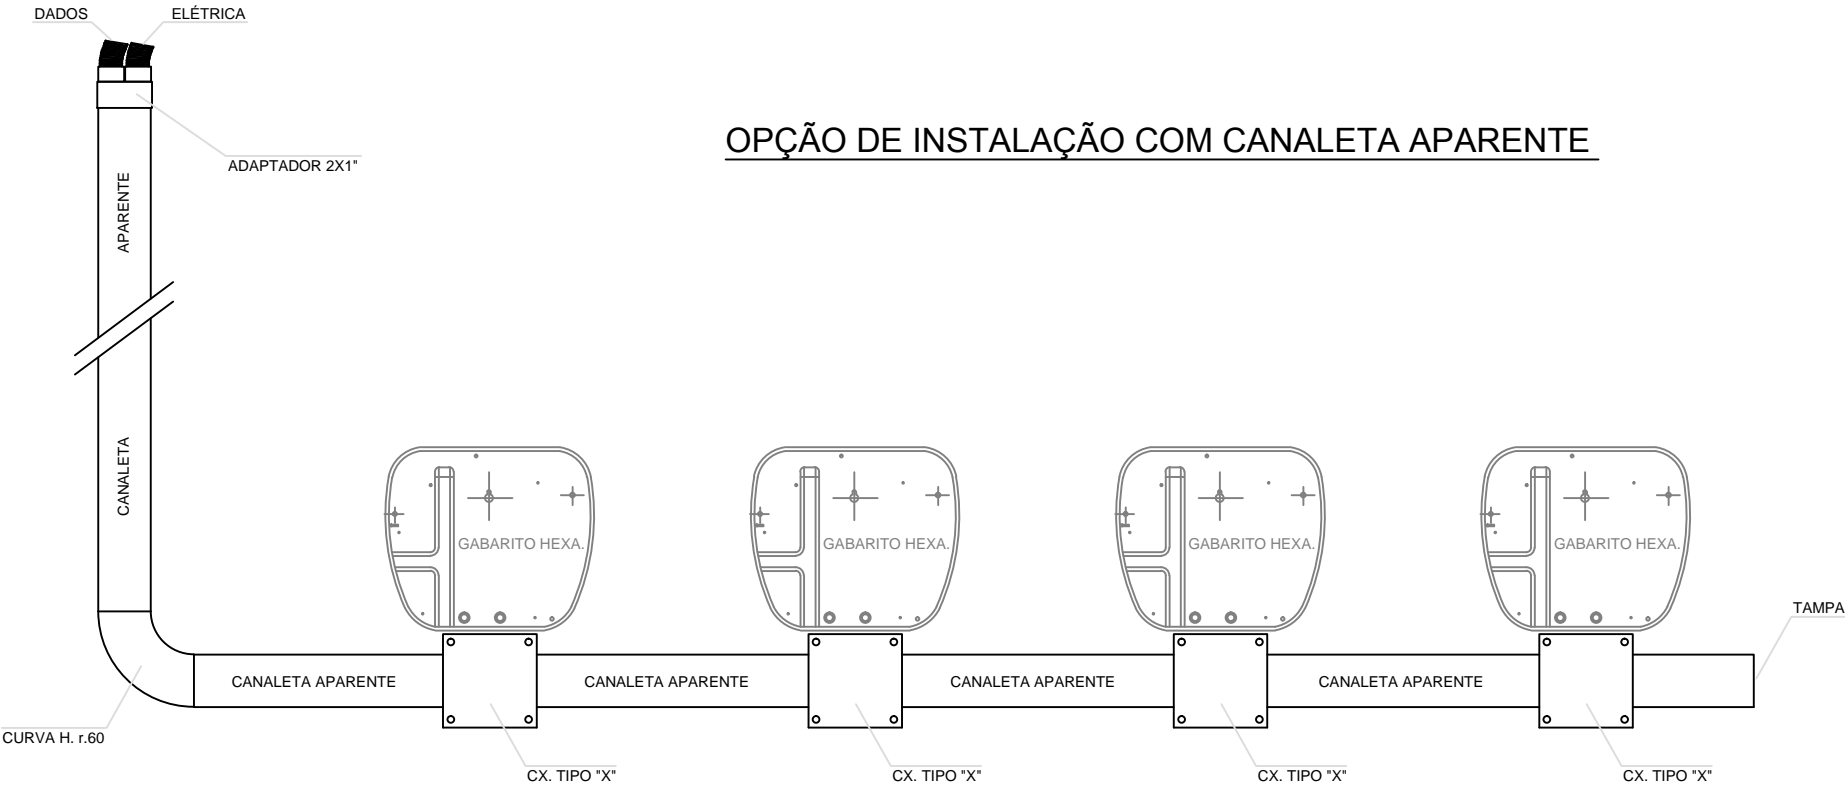 DADOS
ELÉTRICA
OPÇÃO DE INSTALAÇÃO COM CANALETA APARENTE
ADAPTADOR 2X1"
APARENTE
CANALETA
GABARITO HEXA.
GABARITO HEXA.
GABARITO HEXA.
GABARITO HEXA.
TAMPA
CANALETA APARENTE
CANALETA APARENTE
CANALETA APARENTE
CANALETA APARENTE
CURVA H. r.60
CX. TIPO "X"
CX. TIPO "X"
CX. TIPO "X"
CX. TIPO "X"